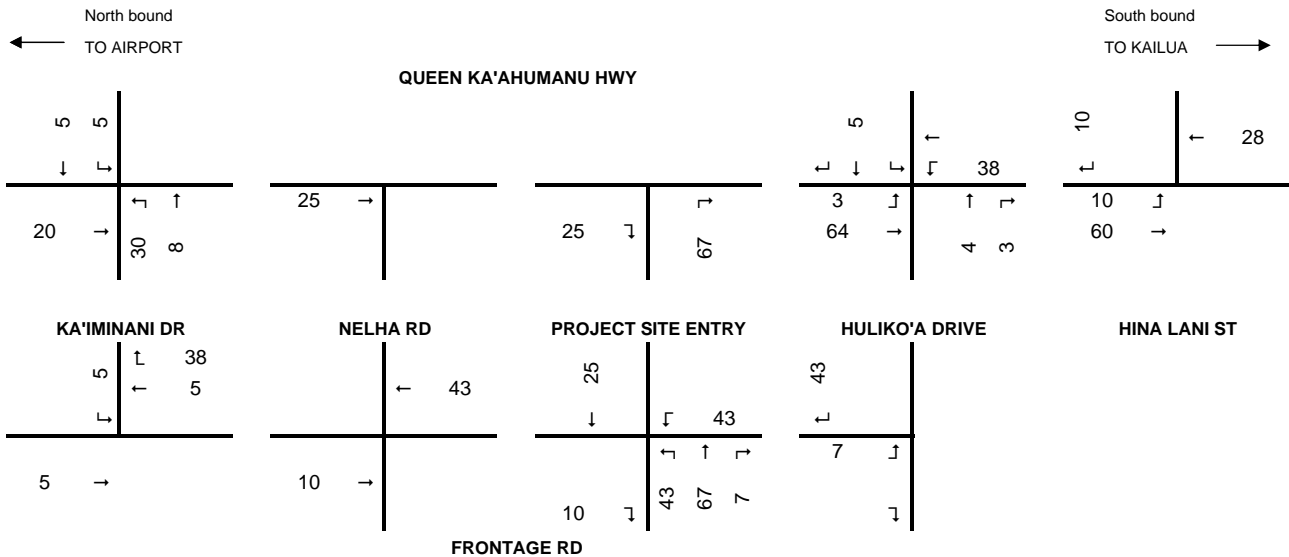 North bound
South bound
TO AIRPORT
TO KAILUA
QUEEN KA'AHUMANU HWY
5 5
5
10
28
38
20
30
8
25
25
67
3
64
4
3
10
60
KA'IMINANI DR
NELHA RD
PROJECT SITE ENTRY
HULIKO'A DRIVE
HINA LANI ST
5
38
5
43
25
43
43
7
5
10
10
43
67
7
FRONTAGE RD